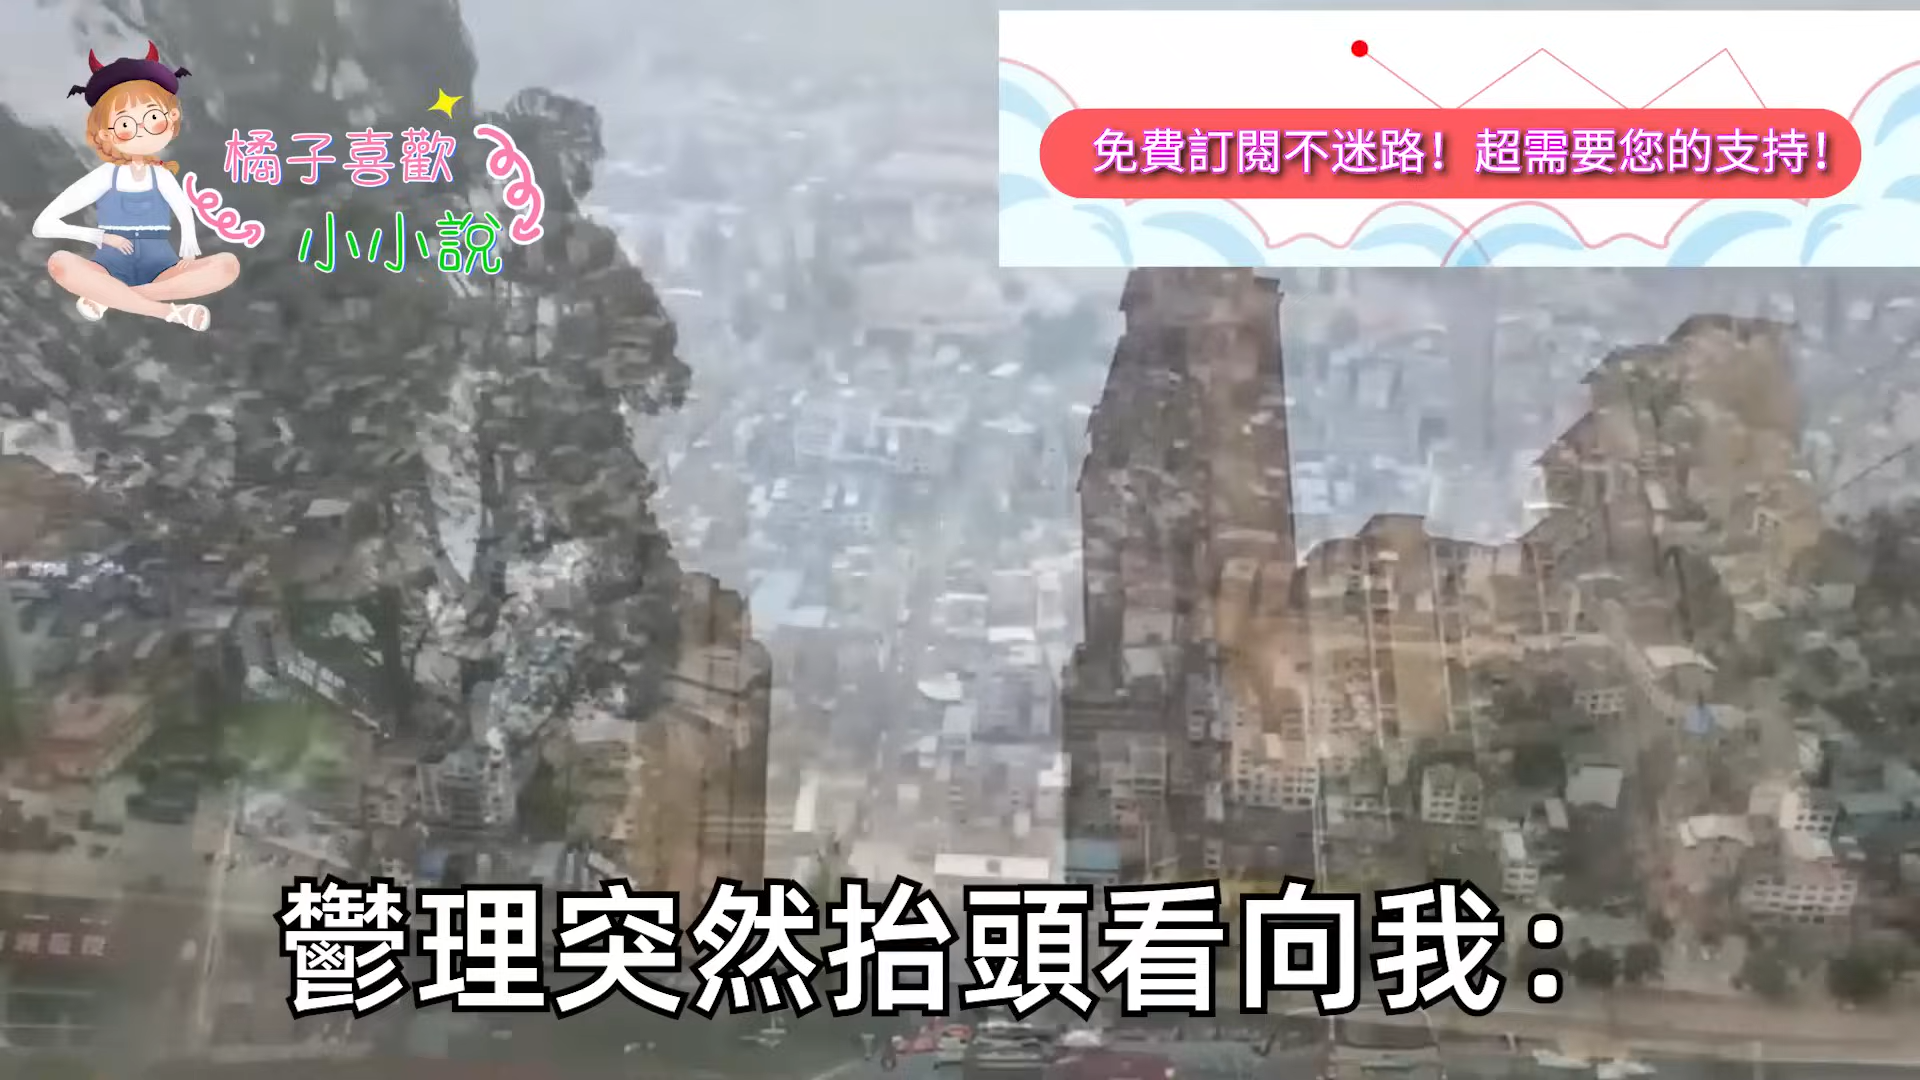 橘子喜歡
小小說
免費訂閱不迷路！超需要您的支持！
鬱理突然抬頭看向我：